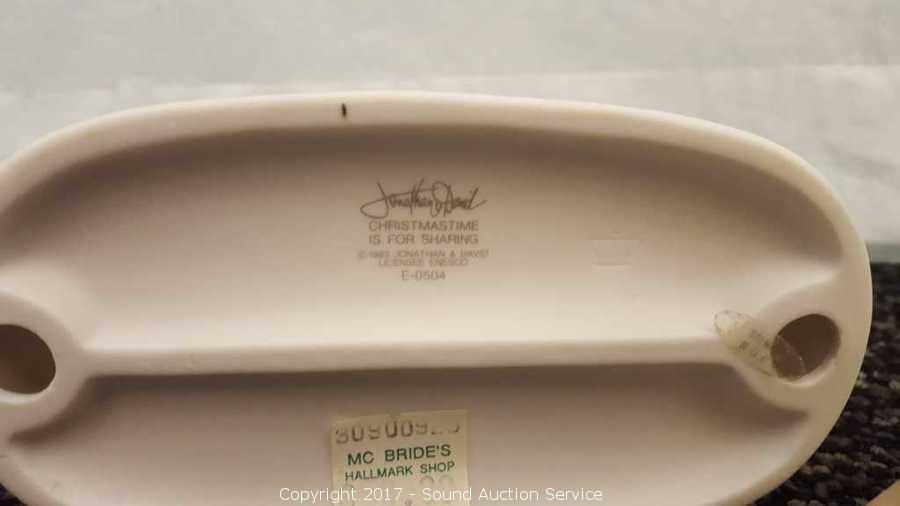 Jonathan & David
CHRISTMASTIME
IS FOR SHARING
© 1983 JONATHAN & DAVID
LICENSEE ENESCO
E-0504
MC BRIDE'S
HALLMARK SHOP
Copyright 2017 - Sound Auction Service